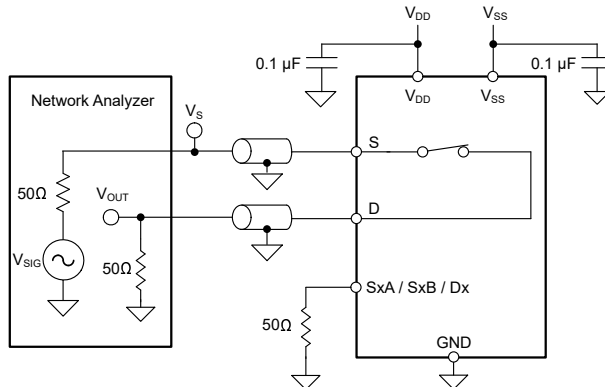 V_DD V_SS
0.1 µF 0.1 µF
Network Analyzer
V_S
V_DD V_SS
S
50Ω
V_OUT
D
V_SIG
50Ω
SxA / SxB / Dx
50Ω
GND